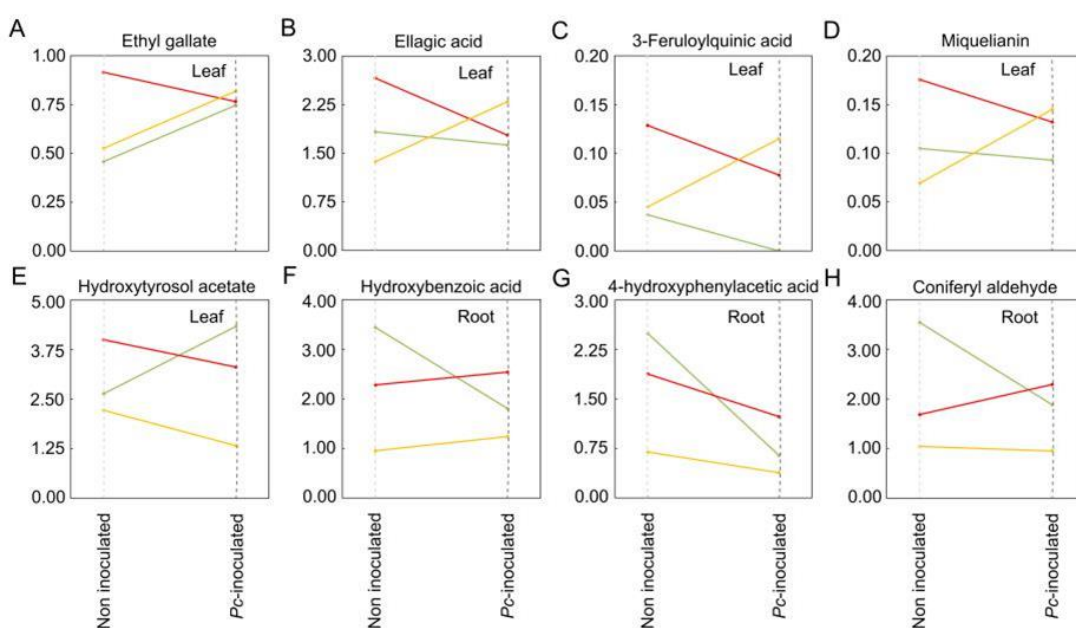 A
Ethyl gallate
Leaf
1.00
0.75
0.50
0.25
0.00
B
Ellagic acid
Leaf
3.00
2.25
1.50
0.75
0.00
C
3-Feruloylquinic acid
Leaf
0.20
0.15
0.10
0.05
0.00
D
Miquelianin
Leaf
0.20
0.15
0.10
0.05
0.00
E
Hydroxytyrosol acetate
Leaf
5.00
3.75
2.50
1.25
0.00
Non inoculated
Pc-inoculated
F
Hydroxybenzoic acid
Root
4.00
3.00
2.00
1.00
0.00
Non inoculated
Pc-inoculated
G
4-hydroxyphenylacetic acid
Root
3.00
2.25
1.50
0.75
0.00
Non inoculated
Pc-inoculated
H
Coniferyl aldehyde
Root
4.00
3.00
2.00
1.00
0.00
Non inoculated
Pc-inoculated